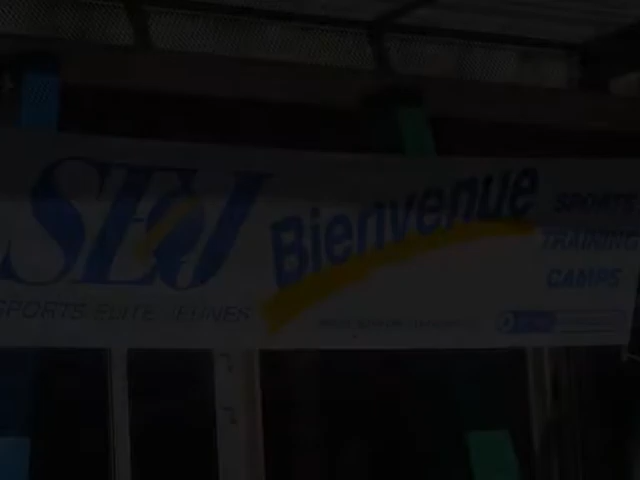 SEJ
SPORTS ELITE JEUNES
Bienvenue
SPORTS
TRAINING
CAMPS